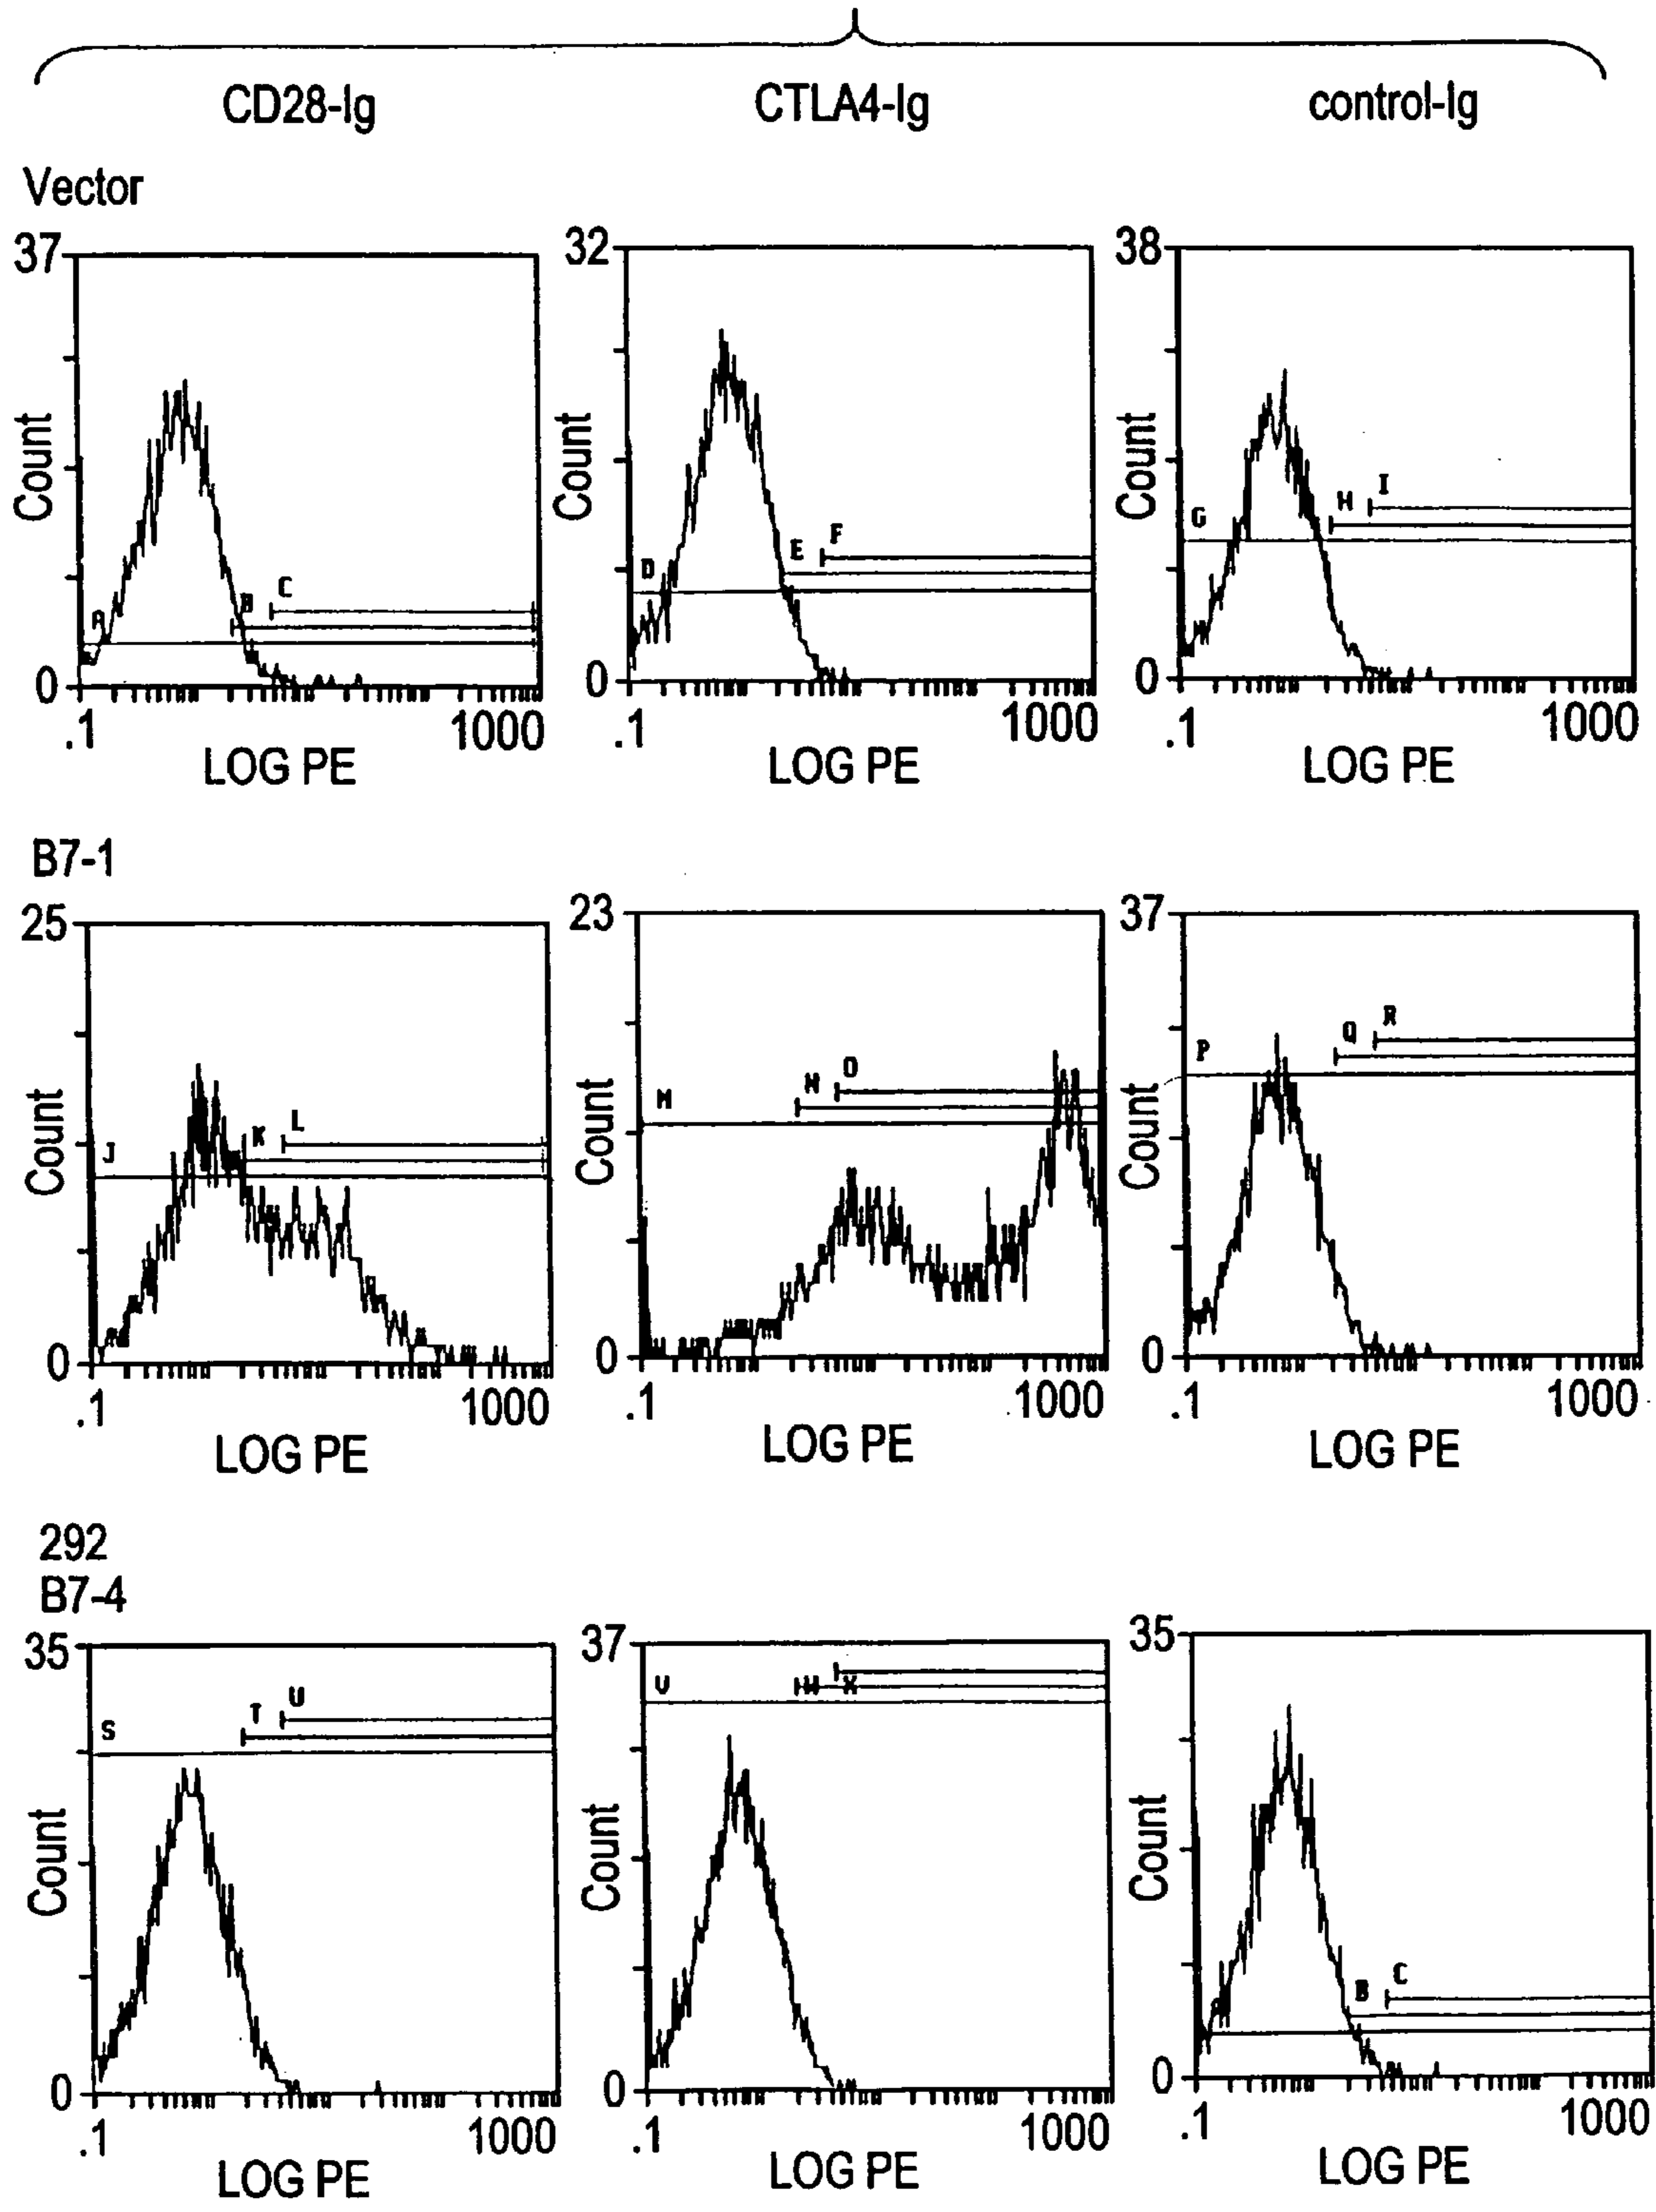 CD28-Ig CTLA4-Ig control-Ig
Vector
37 32 38
Count Count Count
C
B
E F
D
H I
G
0 0 0
.1 1000 .1 1000 .1 1000
LOG PE LOG PE LOG PE
B7-1
25 23 37
Count Count Count
J K L
M N O
P Q R
0 0 0
.1 1000 .1 1000 .1 1000
LOG PE LOG PE LOG PE
292
B7-4
35 37 35
S T U
V W X
B C
Count Count Count
0 0 0
.1 1000 .1 1000 .1 1000
LOG PE LOG PE LOG PE